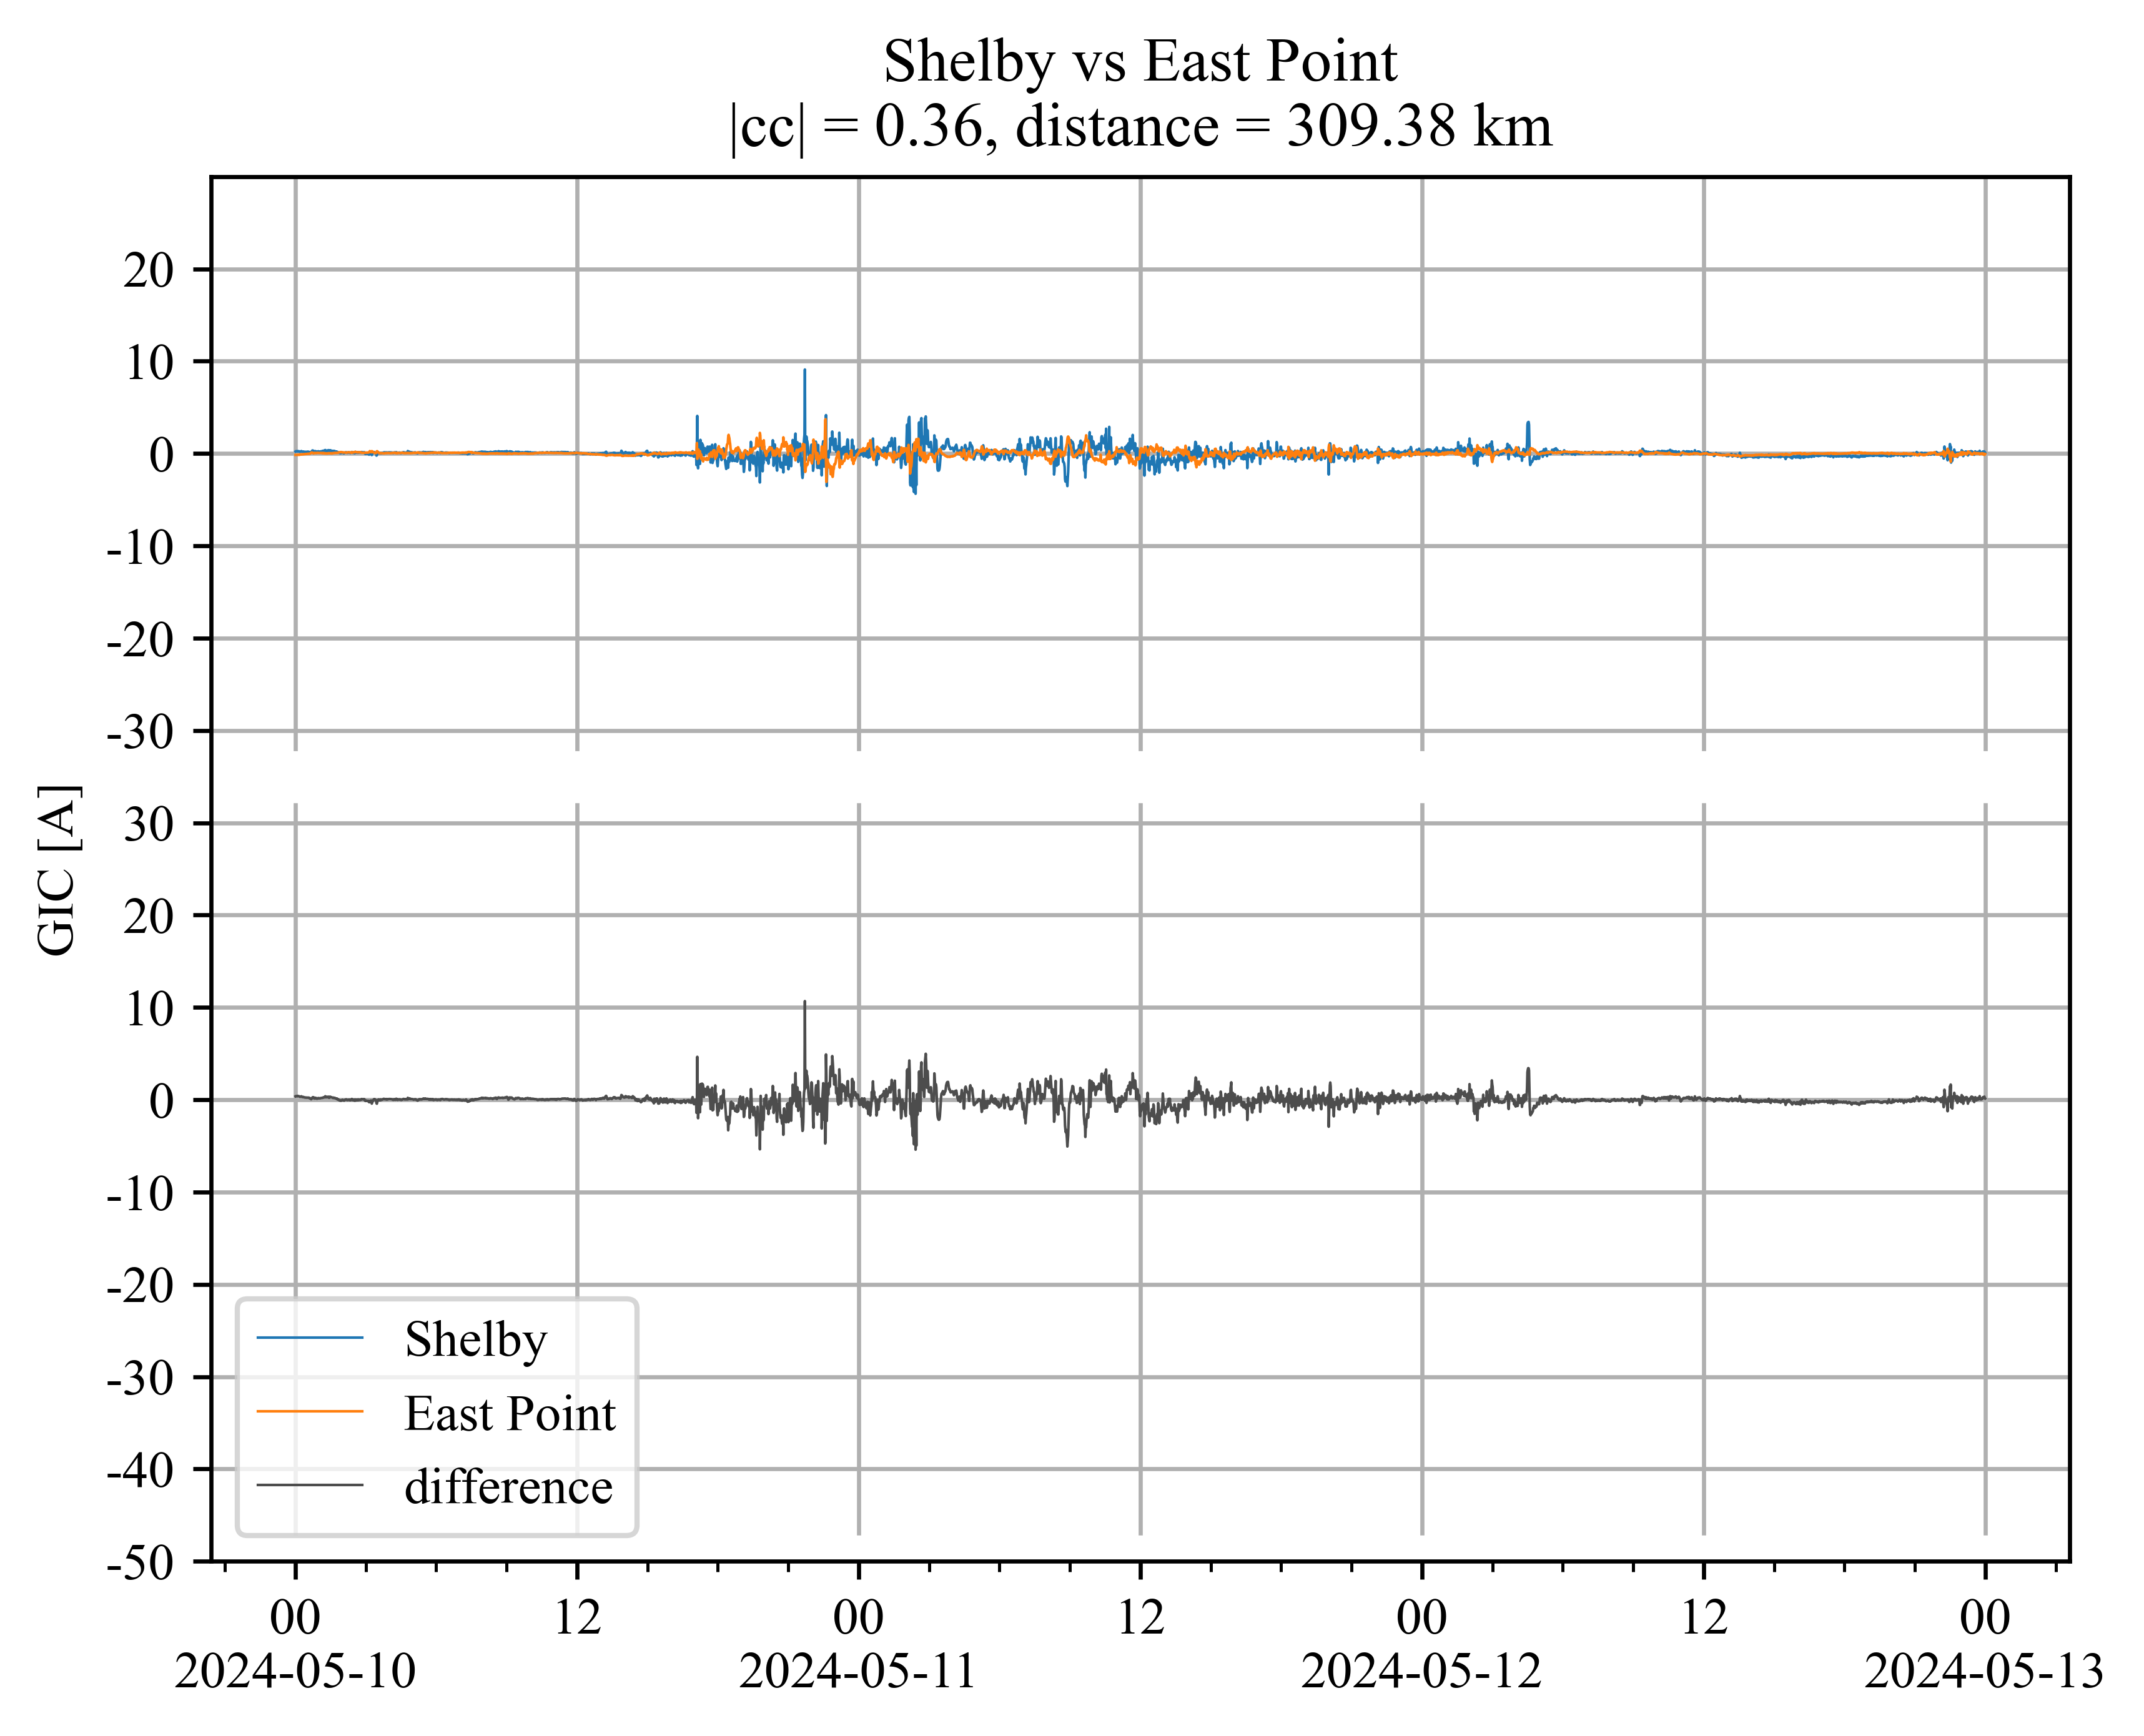 Shelby vs East Point
|cc| = 0.36, distance = 309.38 km
GIC [A]
20
10
0
-10
-20
-30
30
20
10
0
-10
-20
-30
-40
-50
Shelby
East Point
difference
00 12 00 12 00 12 00
2024-05-10 2024-05-11 2024-05-12 2024-05-13